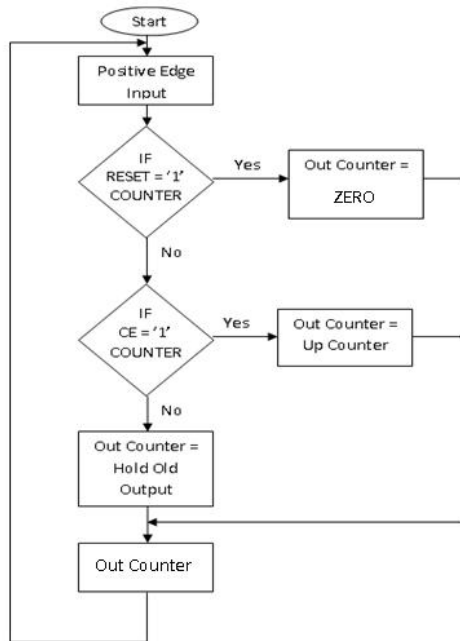 Start
Positive Edge
Input
IF
RESET = '1'
COUNTER
Yes
Out Counter =
ZERO
No
IF
CE = '1'
COUNTER
Yes
Out Counter =
Up Counter
No
Out Counter =
Hold Old
Output
Out Counter